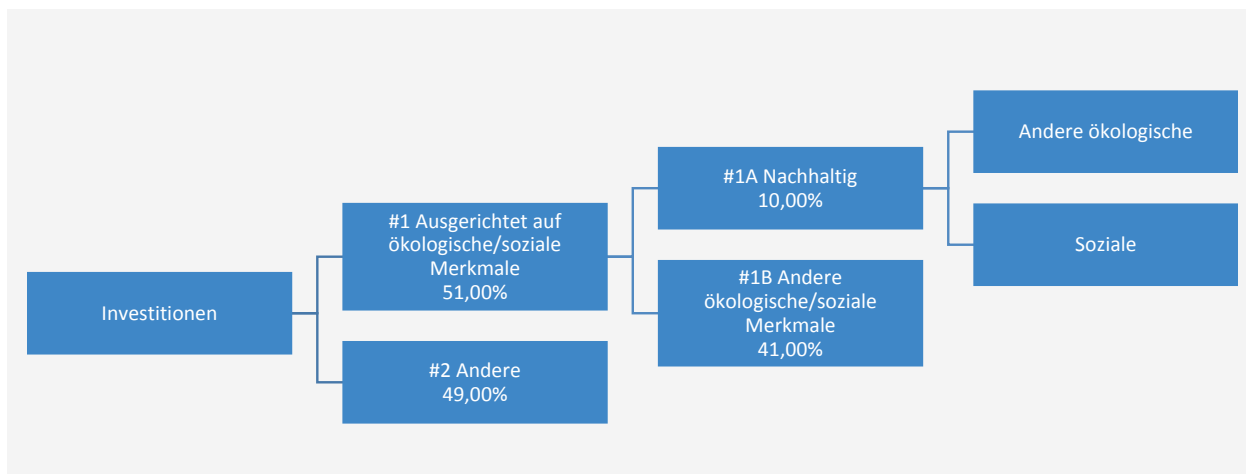 Investitionen
#1 Ausgerichtet auf
ökologische/soziale
Merkmale
51,00%
#2 Andere
49,00%
#1A Nachhaltig
10,00%
#1B Andere
ökologische/soziale
Merkmale
41,00%
Andere ökologische
Soziale